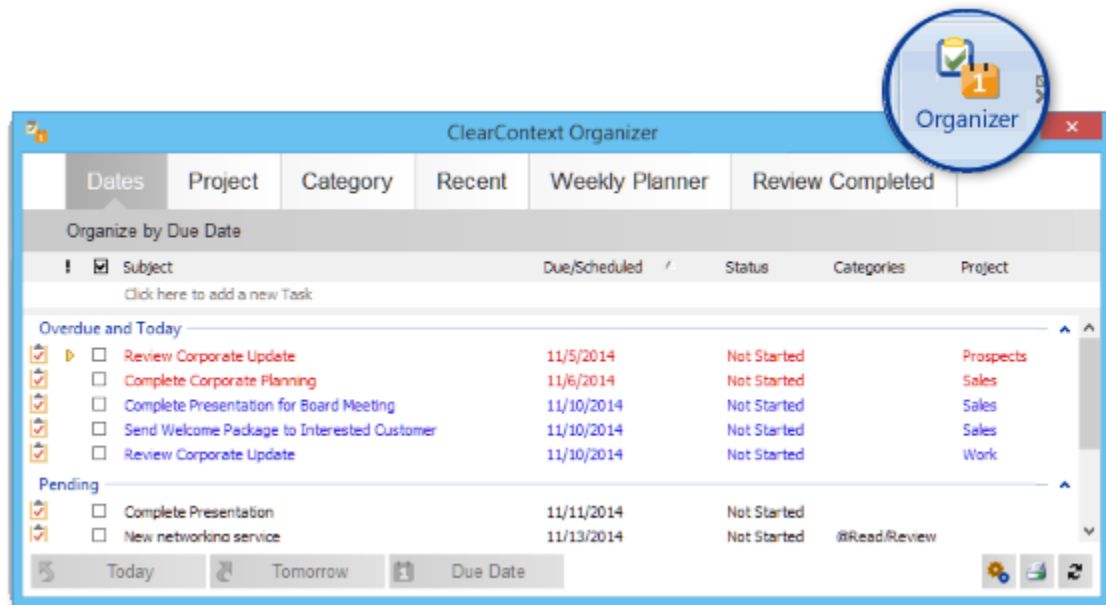 Organizer
ClearContext Organizer
Dates Project Category Recent Weekly Planner Review Completed
Organize by Due Date
! Subject Due/Scheduled Status Categories Project
Click here to add a new Task
Overdue and Today
Review Corporate Update 11/5/2014 Not Started Prospects
Complete Corporate Planning 11/6/2014 Not Started Sales
Complete Presentation for Board Meeting 11/10/2014 Not Started Sales
Send Welcome Package to Interested Customer 11/10/2014 Not Started Sales
Review Corporate Update 11/10/2014 Not Started Work
Pending
Complete Presentation 11/11/2014 Not Started
New networking service 11/13/2014 Not Started @Read/Review
Today Tomorrow Due Date